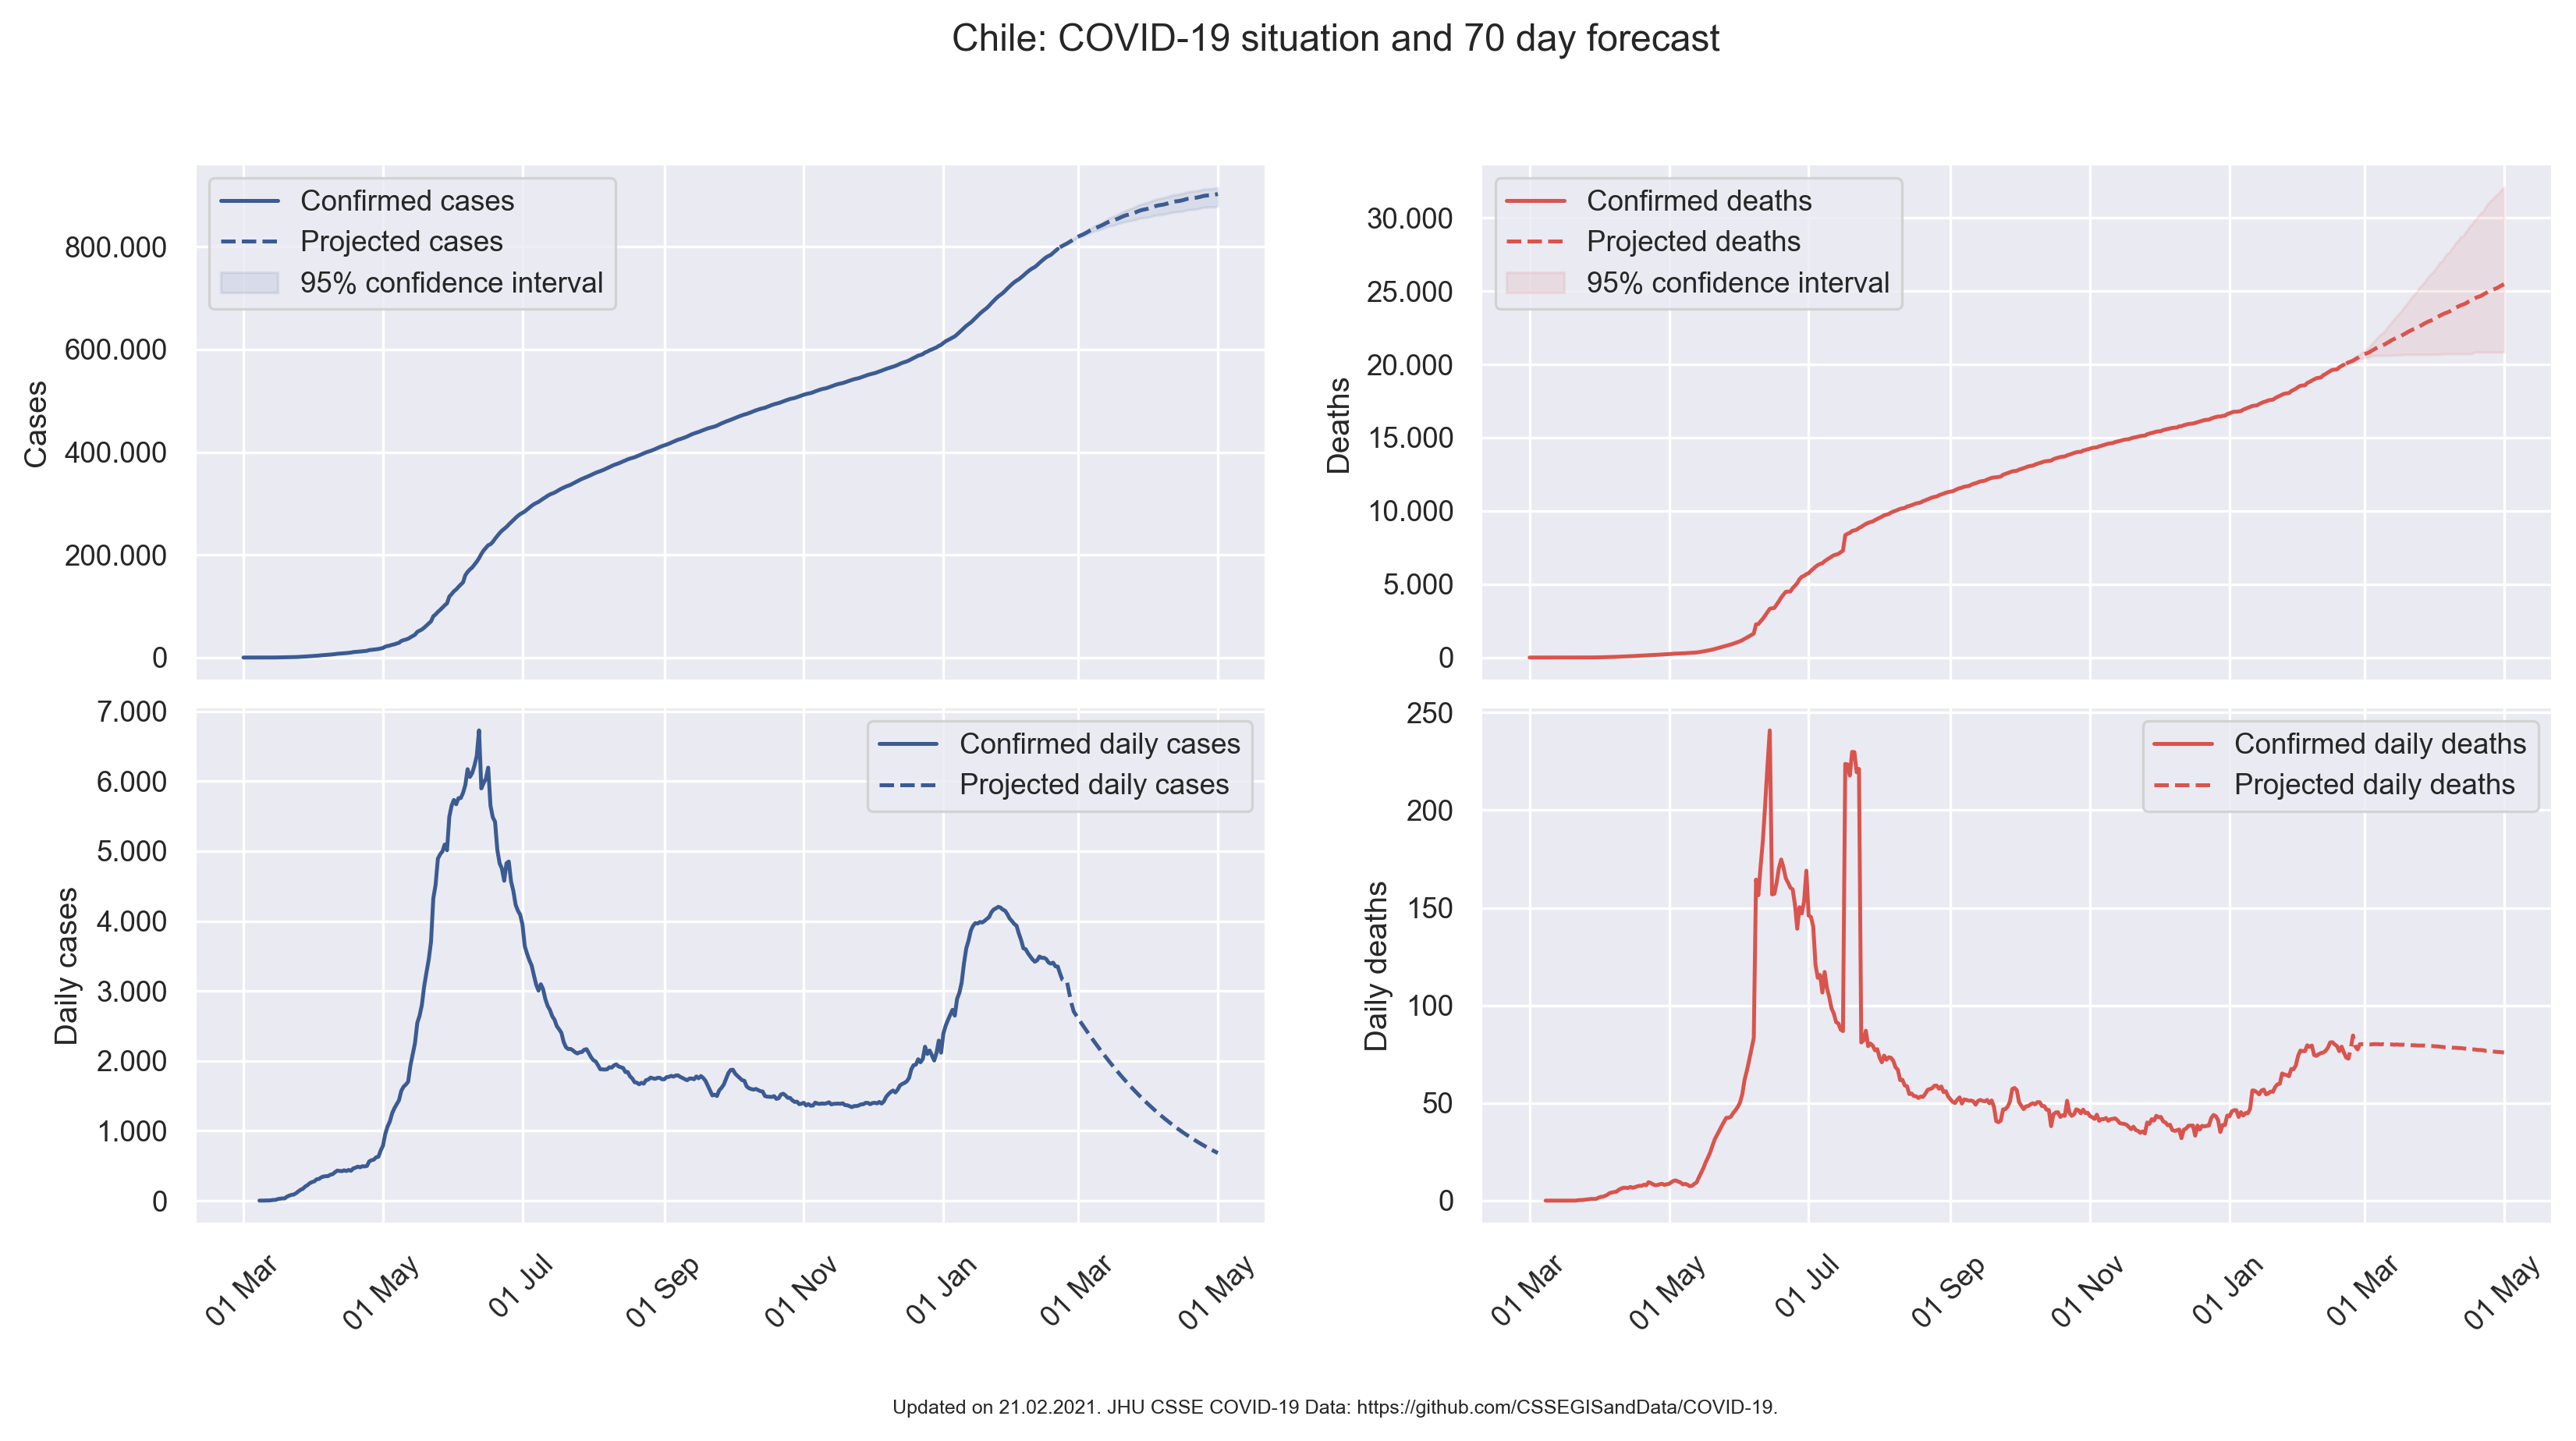 Chile: COVID-19 situation and 70 day forecast
Confirmed cases
Projected cases
95% confidence interval
Cases
800.000
600.000
400.000
200.000
0
Confirmed deaths
Projected deaths
95% confidence interval
Deaths
30.000
25.000
20.000
15.000
10.000
5.000
0
Confirmed daily cases
Projected daily cases
Daily cases
7.000
6.000
5.000
4.000
3.000
2.000
1.000
0
01 Mar
01 May
01 Jul
01 Sep
01 Nov
01 Jan
01 Mar
01 May
Confirmed daily deaths
Projected daily deaths
Daily deaths
250
200
150
100
50
0
01 Mar
01 May
01 Jul
01 Sep
01 Nov
01 Jan
01 Mar
01 May
Updated on 21.02.2021. JHU CSSE COVID-19 Data: https://github.com/CSSEGISandData/COVID-19.